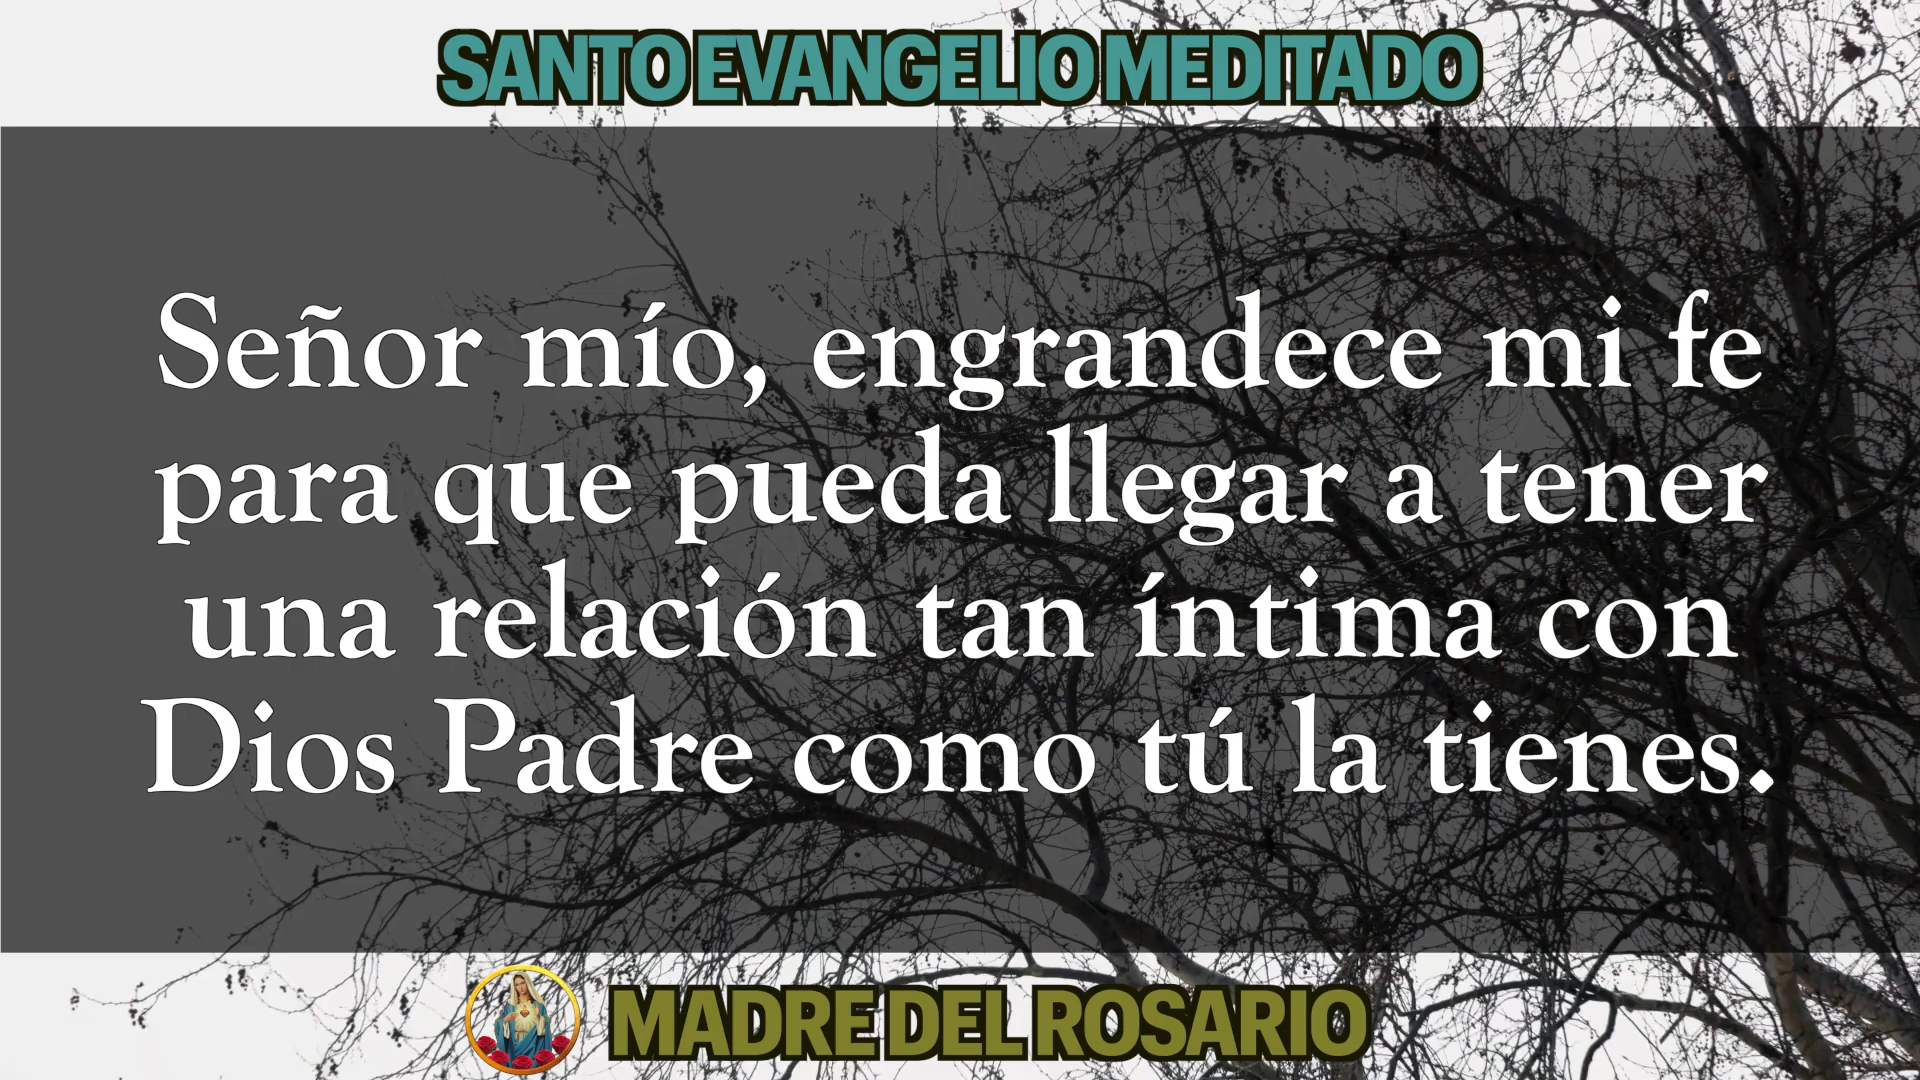 SANTO EVANGELIO MEDITADO
Señor mío, engrandece mi fe
para que pueda llegar a tener
una relación tan íntima con
Dios Padre como tú la tienes.
MADRE DEL ROSARIO